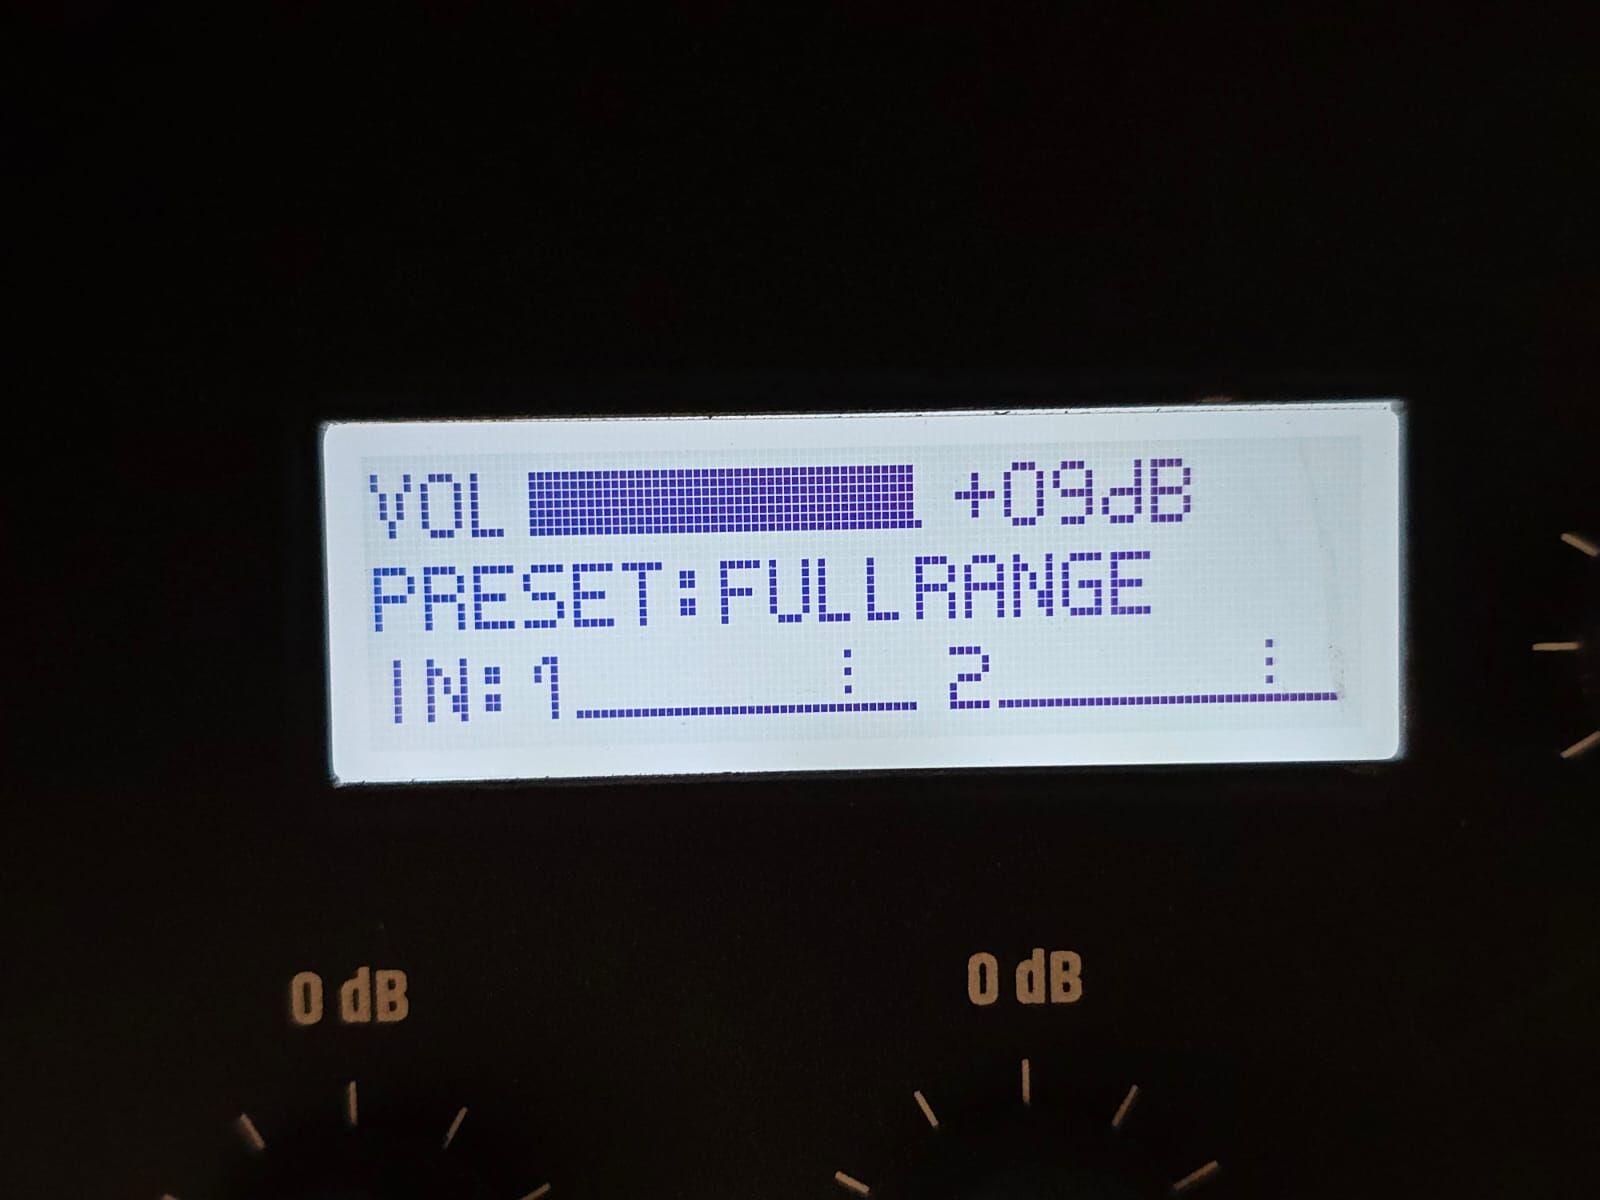 VOL +09dB
PRESET:FULLRANGE
IN:1 2
0 dB 0 dB